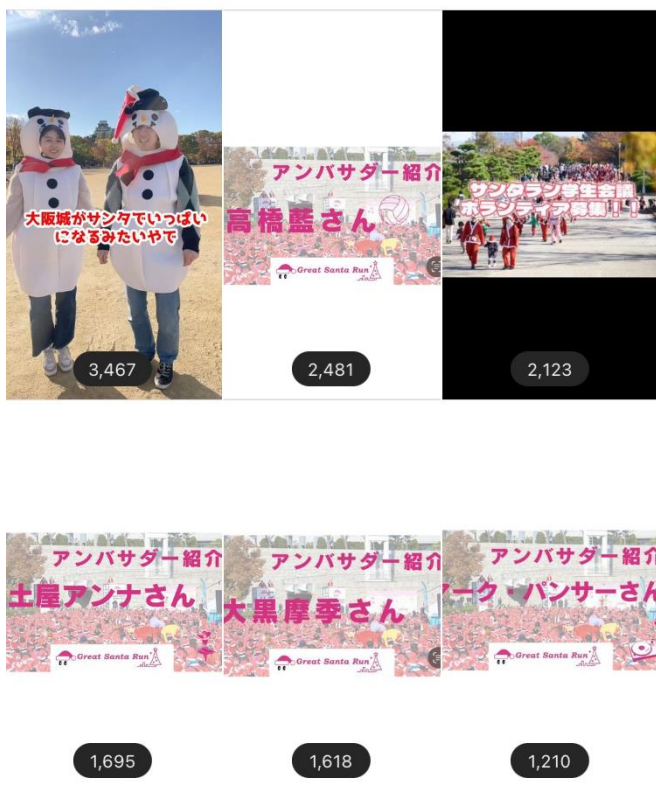 大阪城がサンタでいっぱい
になるみたいやで
3,467
アンバサダー紹介
高橋藍さん
Great Santa Run
2,481
サンタラン学生会議
ボランティア募集！！
2,123
アンバサダー紹介
土屋アンナさん
Great Santa Run
1,695
アンバサダー紹介
大黒摩季さん
Great Santa Run
1,618
アンバサダー紹介
ーク・パンサーさん
Great Santa Run
1,210